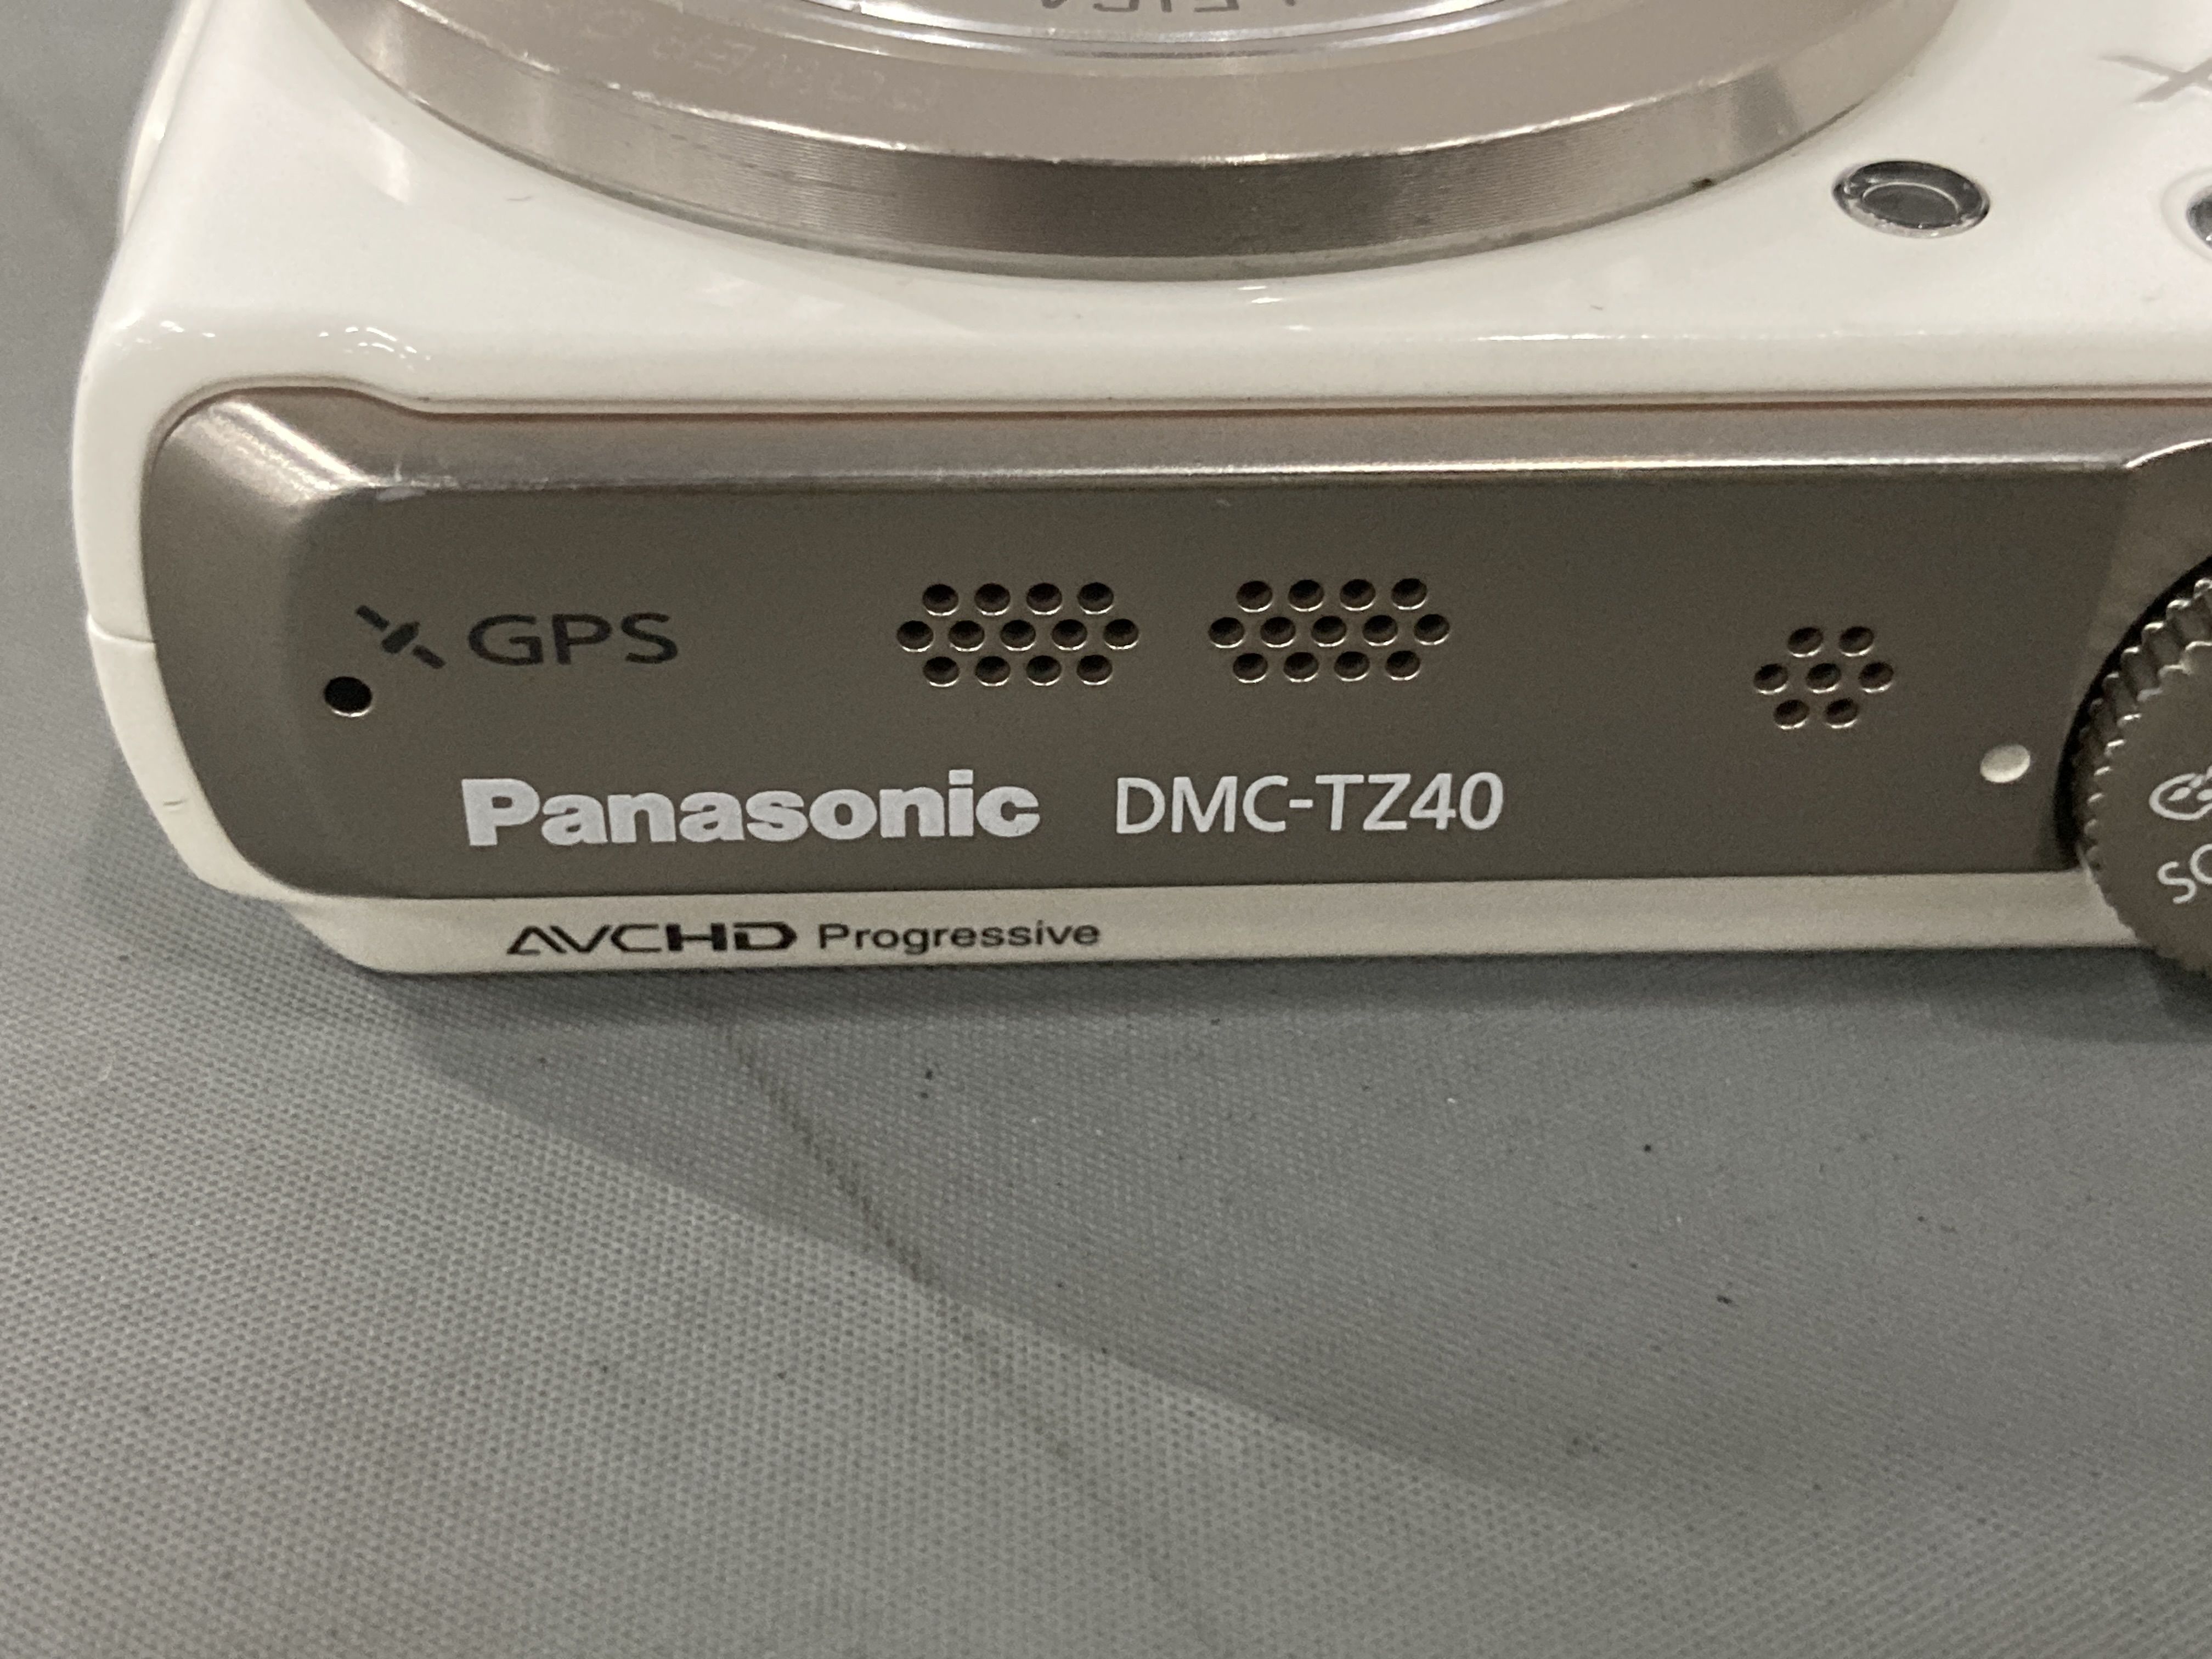 GPS
Panasonic DMC-TZ40
AVCHD Progressive